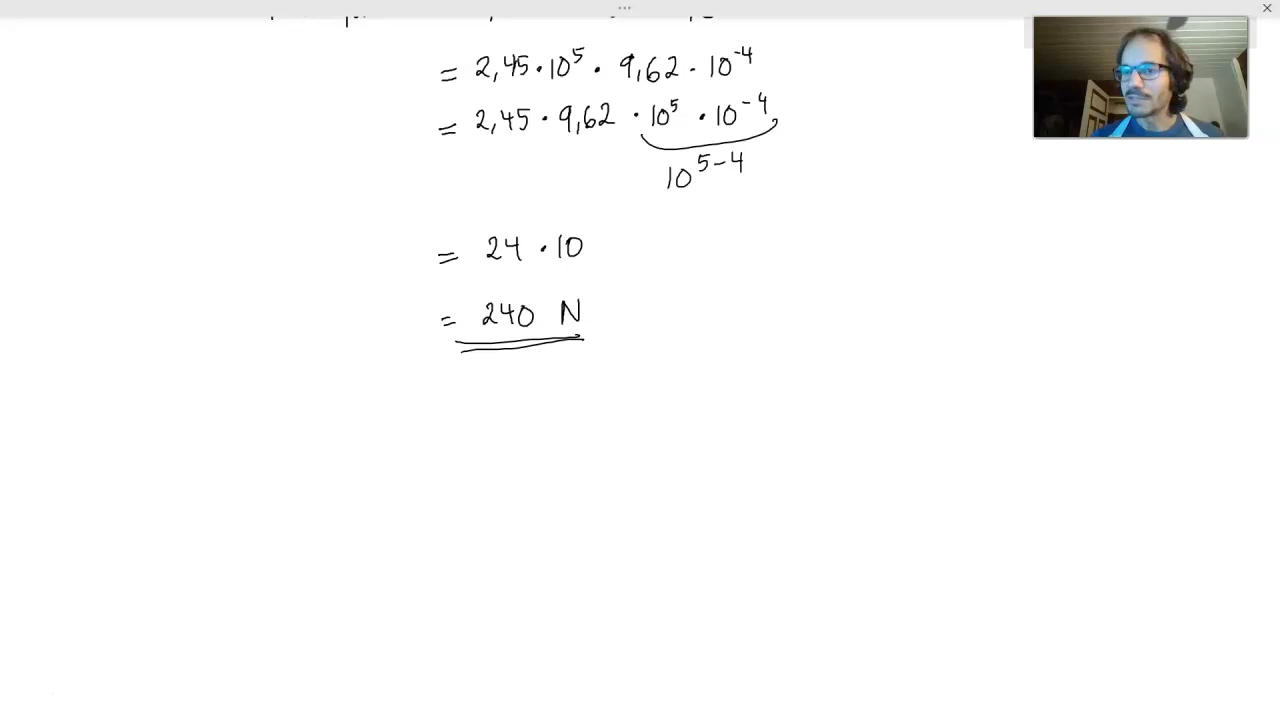 = 2,45 · 10⁵ · 9,62 · 10⁻⁴
= 2,45 · 9,62 · 10⁵ · 10⁻⁴
10⁵⁻⁴
= 24 · 10
= 240 N